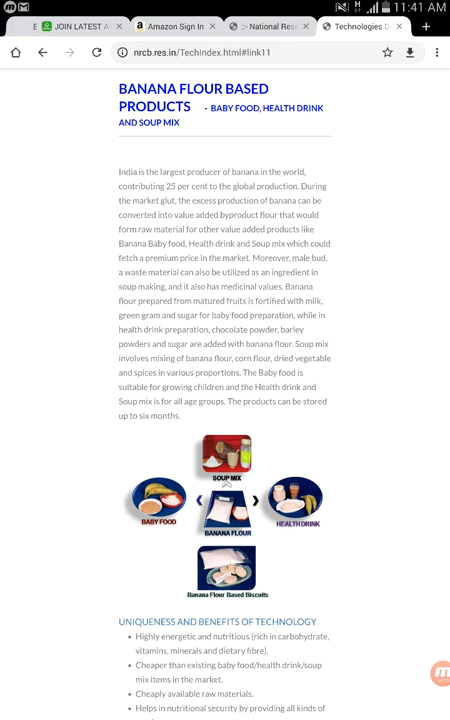 11:41 AM
E JOIN LATEST A
Amazon Sign In
::- National Rese
Technologies D
nrcb.res.in/TechIndex.html#link11
BANANA FLOUR BASED
PRODUCTS - BABY FOOD, HEALTH DRINK
AND SOUP MIX
India is the largest producer of banana in the world,
contributing 25 per cent to the global production. During
the market glut, the excess production of banana can be
converted into value added byproduct flour that would
form raw material for other value added products like
Banana Baby food, Health drink and Soup mix which could
fetch a premium price in the market. Moreover, male bud,
a waste material can also be utilized as an ingredient in
soup making, and it also has medicinal values. Banana
flour prepared from matured fruits is fortified with milk,
green gram and sugar for baby food preparation, while in
health drink preparation, chocolate powder, barley
powders and sugar are added with banana flour. Soup mix
involves mixing of banana flour, corn flour, dried vegetable
and spices in various proportions. The Baby food is
suitable for growing children and the Health drink and
Soup mix is for all age groups. The products can be stored
up to six months.
SOUP MIX
BABY FOOD
HEALTH DRINK
BANANA FLOUR
Banana Flour Based Biscuits
UNIQUENESS AND BENEFITS OF TECHNOLOGY
• Highly energetic and nutritious (rich in carbohydrate,
vitamins, minerals and dietary fibre).
• Cheaper than existing baby food/health drink/soup
mix items in the market.
• Cheaply available raw materials.
• Helps in nutritional security by providing all kinds of